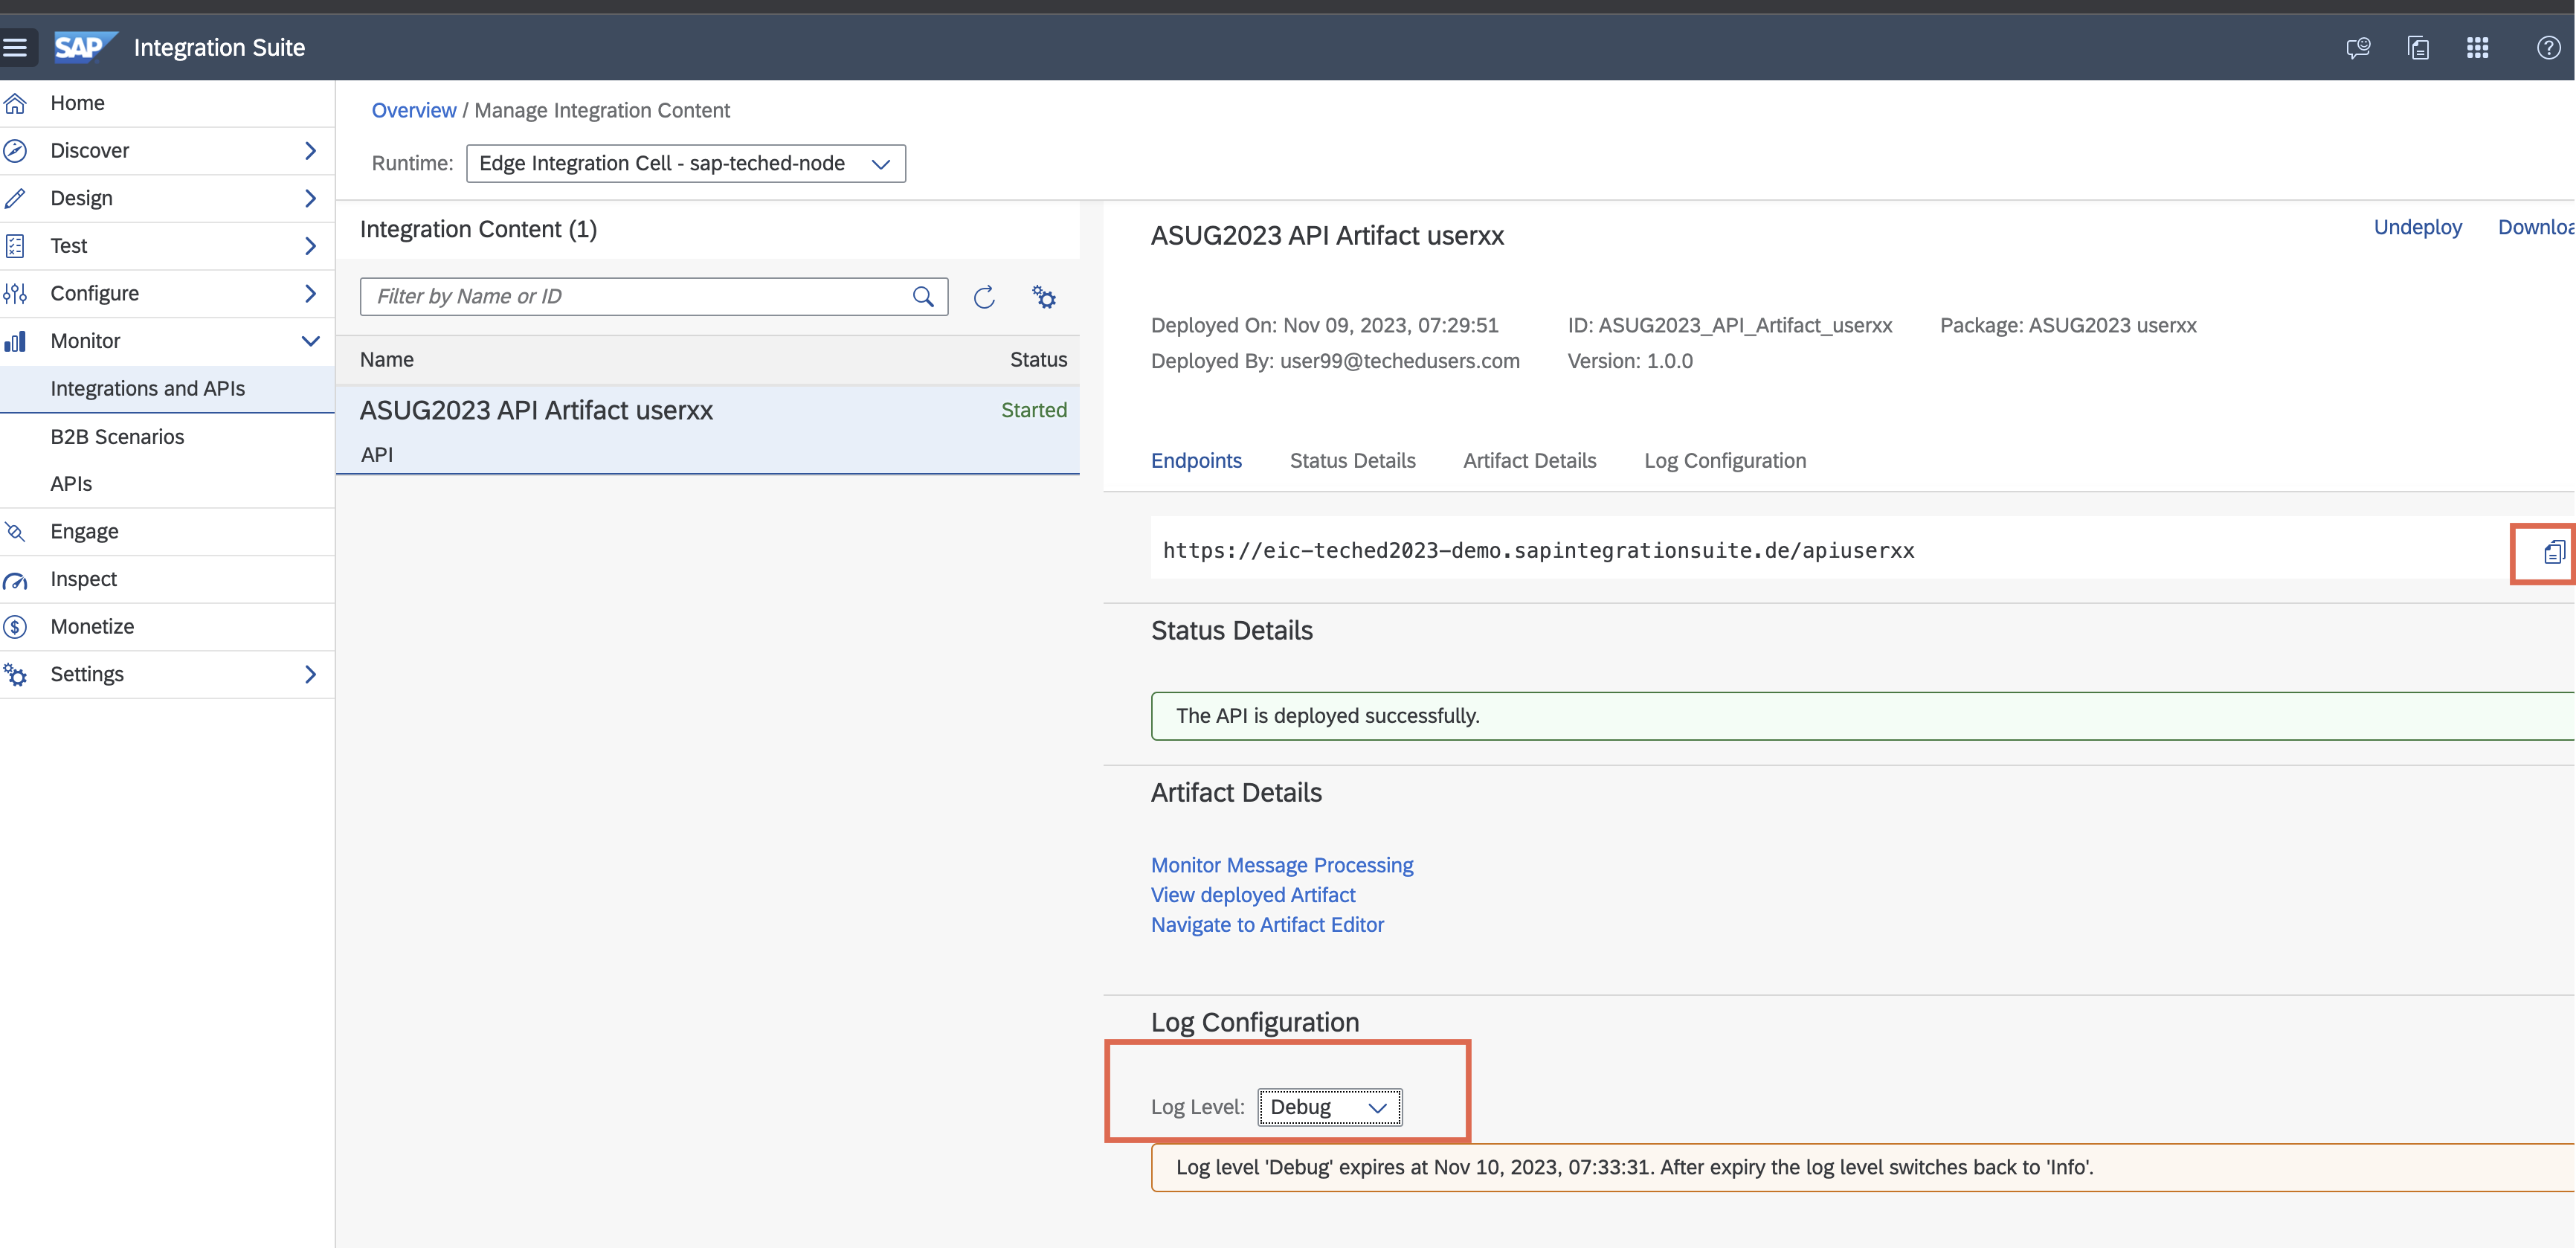 SAP Integration Suite
Home
Discover
Design
Test
Configure
Monitor
Integrations and APIs
B2B Scenarios
APIs
Engage
Inspect
Monetize
Settings
Overview / Manage Integration Content
Runtime: Edge Integration Cell - sap-teched-node
Integration Content (1)
Filter by Name or ID
Name Status
ASUG2023 API Artifact userxx Started
API
ASUG2023 API Artifact userxx
Undeploy Downloa
Deployed On: Nov 09, 2023, 07:29:51 ID: ASUG2023_API_Artifact_userxx Package: ASUG2023 userxx
Deployed By: user99@techedusers.com Version: 1.0.0
Endpoints Status Details Artifact Details Log Configuration
https://eic-teched2023-demo.sapintegrationsuite.de/apiuserxx
Status Details
The API is deployed successfully.
Artifact Details
Monitor Message Processing
View deployed Artifact
Navigate to Artifact Editor
Log Configuration
Log Level: Debug
Log level 'Debug' expires at Nov 10, 2023, 07:33:31. After expiry the log level switches back to 'Info'.